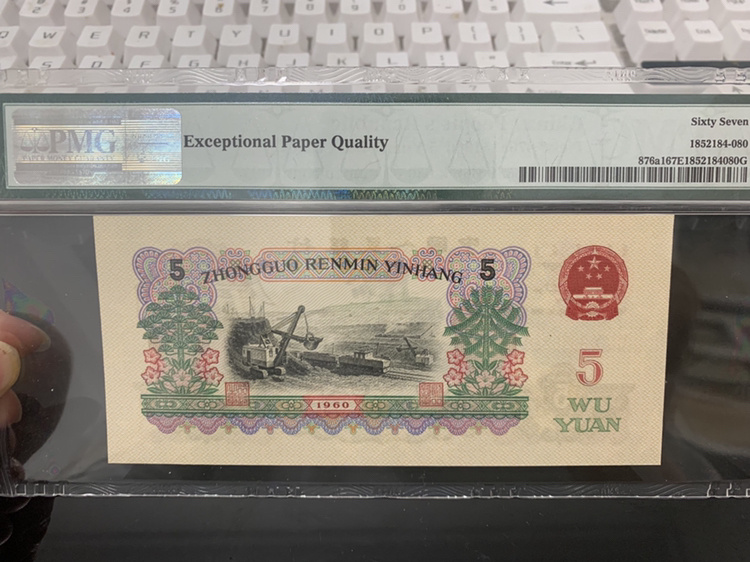 PMG
Exceptional Paper Quality
Sixty Seven
1852184-080
876a167E1852184080G
5
ZHONGGUO RENMIN YINHANG
5
5
WU
YUAN
1960